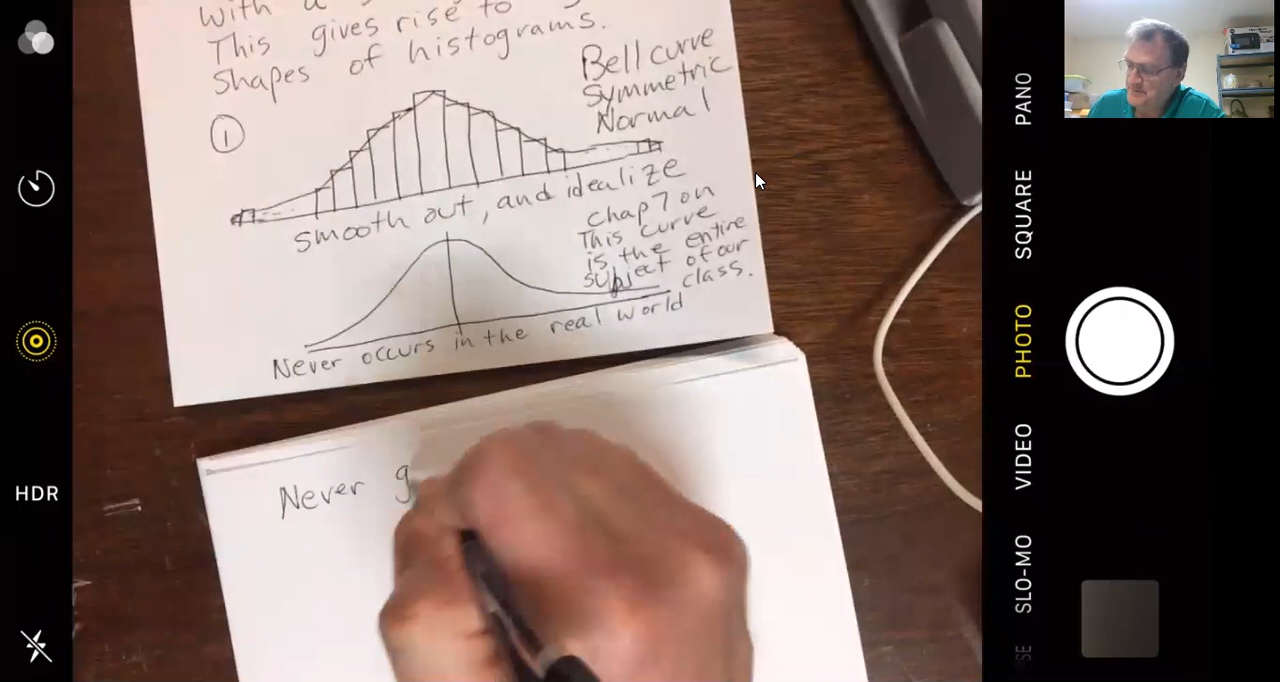 with a
This gives rise to
Shapes of histograms.
Bell curve
Symmetric
Normal
1
Smooth out, and idealize
chap 7 on
This curve
is the entire
subject of our
class.
Never occurs in the real world
Never g
HDR
PANO
SQUARE
PHOTO
VIDEO
SLO-MO
SE